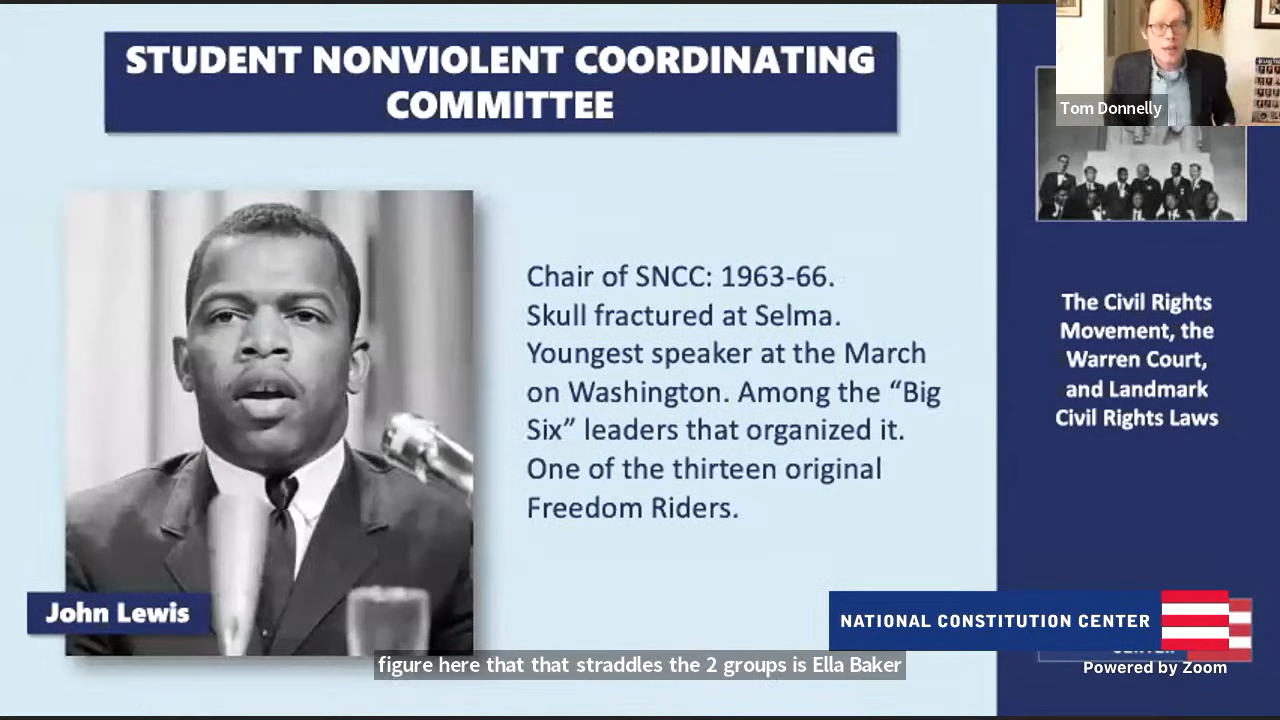 STUDENT NONVIOLENT COORDINATING
COMMITTEE
Tom Donnelly
Chair of SNCC: 1963-66.
Skull fractured at Selma.
Youngest speaker at the March
on Washington. Among the “Big
Six” leaders that organized it.
One of the thirteen original
Freedom Riders.
The Civil Rights
Movement, the
Warren Court,
and Landmark
Civil Rights Laws
John Lewis
NATIONAL CONSTITUTION CENTER
figure here that that straddles the 2 groups is Ella Baker
Powered by Zoom